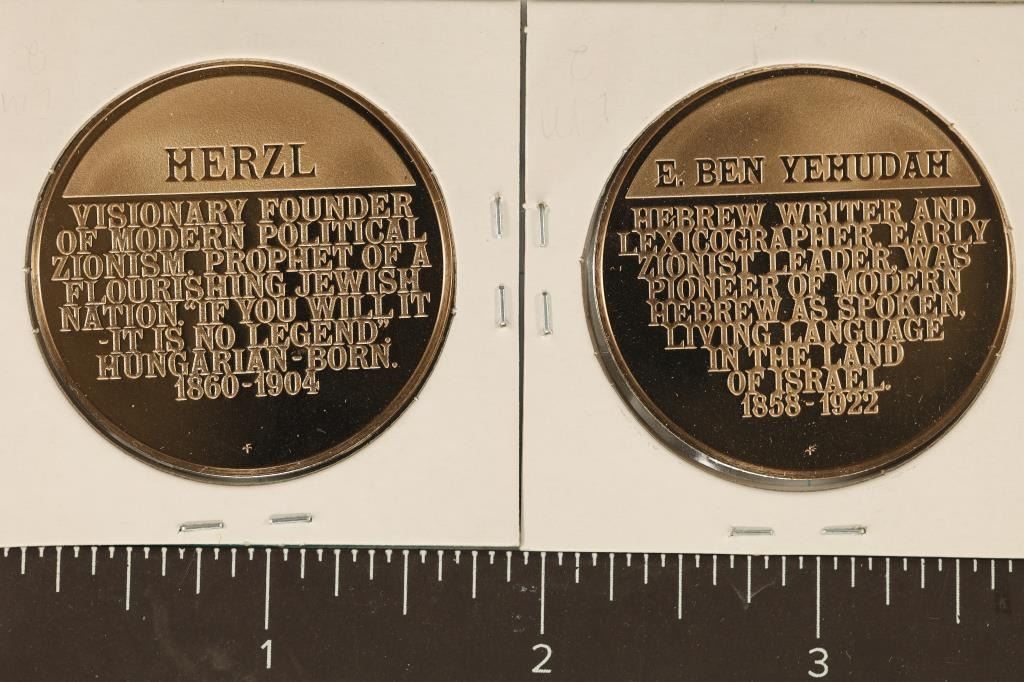 HERZL
VISIONARY FOUNDER
OF MODERN POLITICAL
ZIONISM. PROPHET OF A
FLOURISHING JEWISH
NATION. "IF YOU WILL IT
-IT IS NO LEGEND".
HUNGARIAN-BORN.
1860-1904
E. BEN YEHUDAH
HEBREW WRITER AND
LEXICOGRAPHER, EARLY
ZIONIST LEADER, WAS
PIONEER OF MODERN
HEBREW AS SPOKEN,
LIVING LANGUAGE
IN THE LAND
OF ISRAEL.
1858-1922
1
2
3